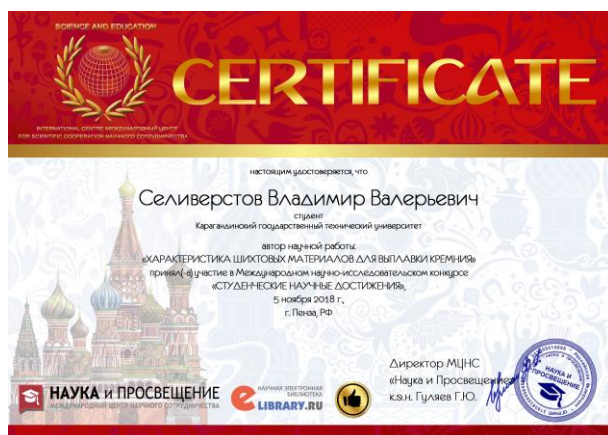 SCIENCE AND EDUCATION
CERTIFICATE
INTERNATIONAL CENTRE МЕЖДУНАРОДНЫЙ ЦЕНТР
FOR SCIENTIFIC COOPERATION НАУЧНОГО СОТРУДНИЧЕСТВА
настоящим удостоверяется, что
Селиверстов Владимир Валерьевич
студент
Карагандинский государственный технический университет
автор научной работы:
«ХАРАКТЕРИСТИКА ШИХТОВЫХ МАТЕРИАЛОВ ДЛЯ ВЫПЛАВКИ КРЕМНИЯ»
принял(-а) участие в Международном научно-исследовательском конкурсе
«СТУДЕНЧЕСКИЕ НАУЧНЫЕ ДОСТИЖЕНИЯ»,
5 ноября 2018 г.,
г. Пенза, РФ
Директор МЦНС
«Наука и Просвещение»
к.э.н. Гуляев Г.Ю.
НАУКА И ПРОСВЕЩЕНИЕ
НАУКА И ПРОСВЕЩЕНИЕ
МЕЖДУНАРОДНЫЙ ЦЕНТР НАУЧНОГО СОТРУДНИЧЕСТВА
НАУЧНАЯ ЭЛЕКТРОННАЯ
БИБЛИОТЕКА
LIBRARY.RU